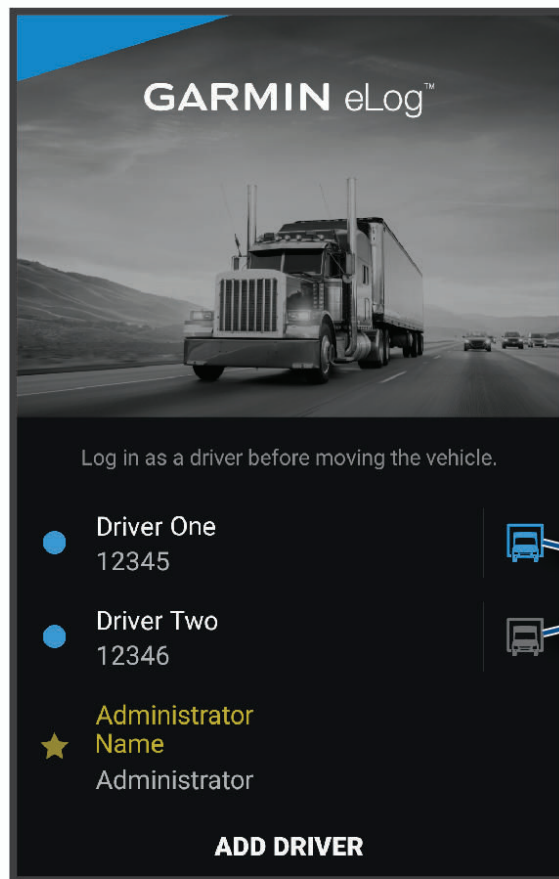 GARMIN eLog™
Log in as a driver before moving the vehicle.
Driver One
12345
Driver Two
12346
Administrator
Name
Administrator
ADD DRIVER